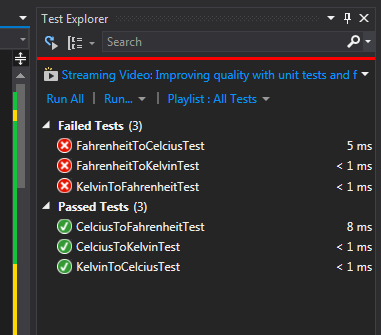 Test Explorer
Search
Streaming Video: Improving quality with unit tests and f
Run All | Run... | Playlist : All Tests
Failed Tests (3)
FahrenheitToCelciusTest 5 ms
FahrenheitToKelvinTest < 1 ms
KelvinToFahrenheitTest < 1 ms
Passed Tests (3)
CelciusToFahrenheitTest 8 ms
CelciusToKelvinTest < 1 ms
KelvinToCelciusTest < 1 ms